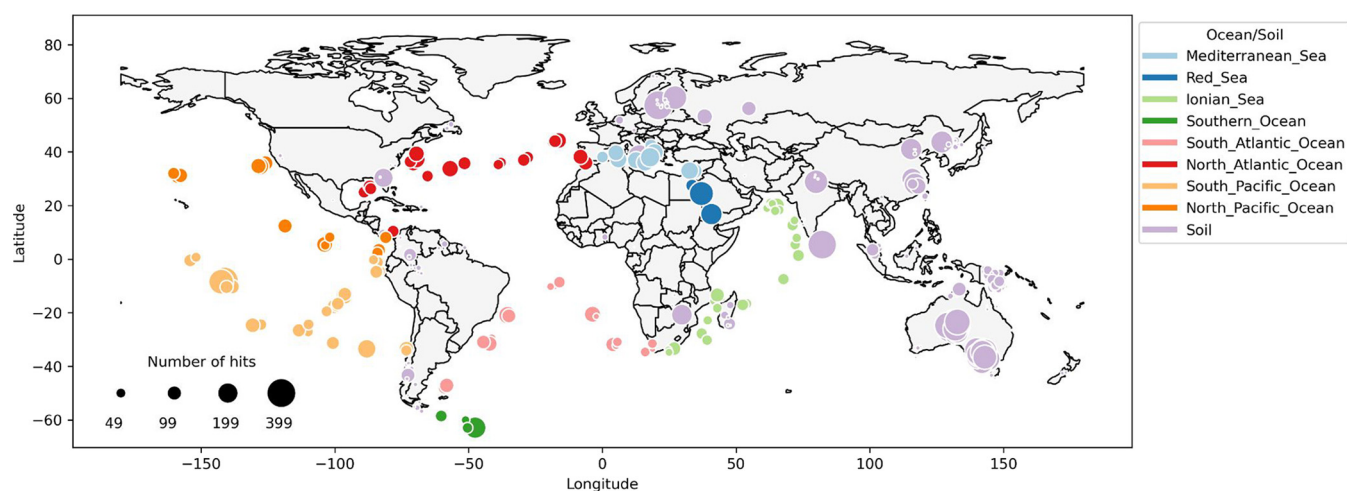 80
60
40
20
0
−20
−40
−60
Latitude
−150
−100
−50
0
50
100
150
Longitude
Number of hits
49
99
199
399
Ocean/Soil
Mediterranean_Sea
Red_Sea
Ionian_Sea
Southern_Ocean
South_Atlantic_Ocean
North_Atlantic_Ocean
South_Pacific_Ocean
North_Pacific_Ocean
Soil